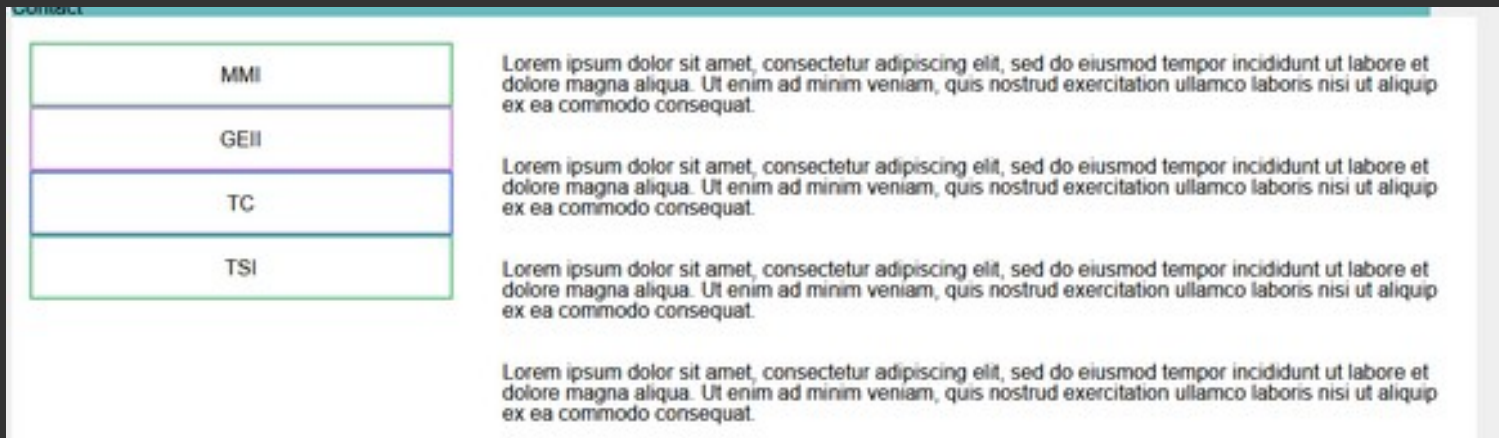 Contact
MMI
GEII
TC
TSI
Lorem ipsum dolor sit amet, consectetur adipiscing elit, sed do eiusmod tempor incididunt ut labore et
dolore magna aliqua. Ut enim ad minim veniam, quis nostrud exercitation ullamco laboris nisi ut aliquip
ex ea commodo consequat.
Lorem ipsum dolor sit amet, consectetur adipiscing elit, sed do eiusmod tempor incididunt ut labore et
dolore magna aliqua. Ut enim ad minim veniam, quis nostrud exercitation ullamco laboris nisi ut aliquip
ex ea commodo consequat.
Lorem ipsum dolor sit amet, consectetur adipiscing elit, sed do eiusmod tempor incididunt ut labore et
dolore magna aliqua. Ut enim ad minim veniam, quis nostrud exercitation ullamco laboris nisi ut aliquip
ex ea commodo consequat.
Lorem ipsum dolor sit amet, consectetur adipiscing elit, sed do eiusmod tempor incididunt ut labore et
dolore magna aliqua. Ut enim ad minim veniam, quis nostrud exercitation ullamco laboris nisi ut aliquip
ex ea commodo consequat.